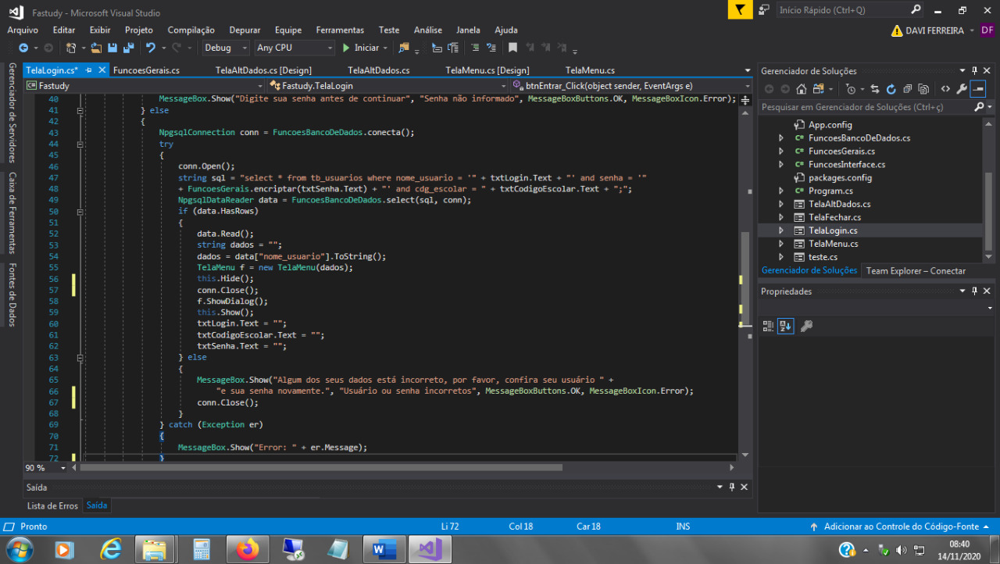 Fastudy - Microsoft Visual Studio
Início Rápido (Ctrl+Q)
Arquivo Editar Exibir Projeto Compilação Depurar Equipe Ferramentas Teste Análise Janela Ajuda
DAVI FERREIRA DF
Debug Any CPU Iniciar
TelaLogin.cs* FuncoesGerais.cs TelaAltDados.cs [Design] TelaAltDados.cs TelaMenu.cs [Design] TelaMenu.cs
Fastudy Fastudy.TelaLogin btnEntrar_Click(object sender, EventArgs e)
Gerenciador de Servidores
Caixa de Ferramentas
Fontes de Dados
40 MessageBox.Show("Digite sua senha antes de continuar", "Senha não informado", MessageBoxButtons.OK, MessageBoxIcon.Error);
41 } else
42 {
43 NpgsqlConnection conn = FuncoesBancoDeDados.conecta();
44 try
45 {
46 conn.Open();
47 string sql = "select * from tb_usuarios where nome_usuario = '" + txtLogin.Text + "' and senha = '"
48 + FuncoesGerais.encriptar(txtSenha.Text) + "' and cdg_escolar = " + txtCodigoEscolar.Text + ";";
49 NpgsqlDataReader data = FuncoesBancoDeDados.select(sql, conn);
50 if (data.HasRows)
51 {
52 data.Read();
53 string dados = "";
54 dados = data["nome_usuario"].ToString();
55 TelaMenu f = new TelaMenu(dados);
56 this.Hide();
57 conn.Close();
58 f.ShowDialog();
59 this.Show();
60 txtLogin.Text = "";
61 txtCodigoEscolar.Text = "";
62 txtSenha.Text = "";
63 } else
64 {
65 MessageBox.Show("Algum dos seus dados está incorreto, por favor, confira seu usuário " +
66 "e sua senha novamente.", "Usuário ou senha incorretos", MessageBoxButtons.OK, MessageBoxIcon.Error);
67 conn.Close();
68 }
69 } catch (Exception er)
70 {
71 MessageBox.Show("Error: " + er.Message);
72 }
90 %
Saída
Lista de Erros Saída
Gerenciador de Soluções
Pesquisar em Gerenciador de Soluções (Ctrl+ç)
App.config
C# FuncoesBancoDeDados.cs
C# FuncoesGerais.cs
C# FuncoesInterface.cs
packages.config
C# Program.cs
TelaAltDados.cs
TelaFechar.cs
TelaLogin.cs
TelaMenu.cs
teste.cs
Gerenciador de Soluções Team Explorer – Conectar
Propriedades
Pronto Li 72 Col 18 Car 18 INS Adicionar ao Controle do Código-Fonte
08:40
14/11/2020